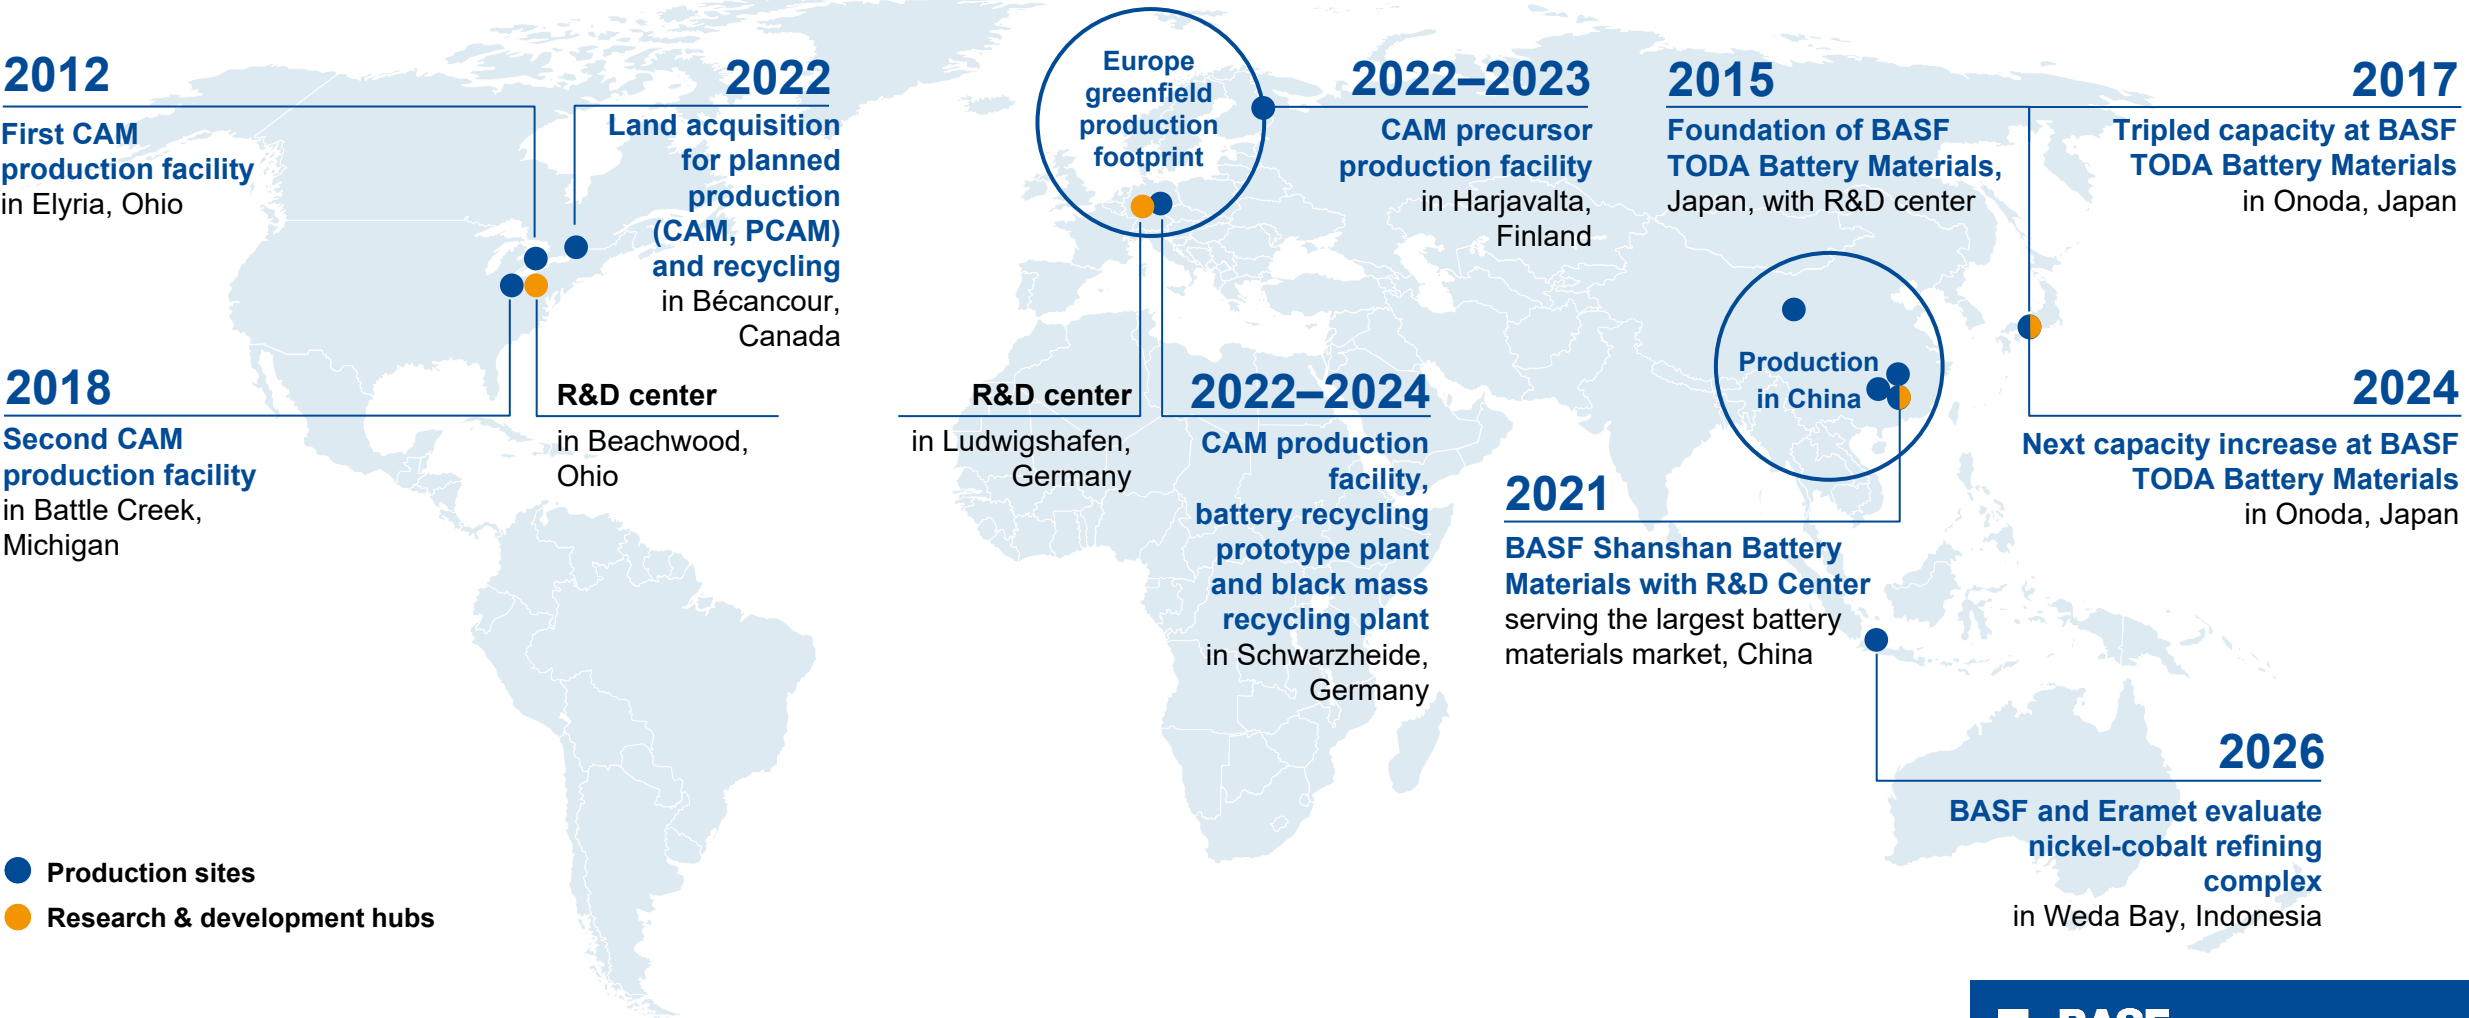 2012
First CAM
production facility
in Elyria, Ohio
2022
Land acquisition
for planned
production
(CAM, PCAM)
and recycling
in Bécancour,
Canada
2018
Second CAM
production facility
in Battle Creek,
Michigan
R&D center
in Beachwood,
Ohio
Europe
greenfield
production
footprint
2022–2023
CAM precursor
production facility
in Harjavalta,
Finland
R&D center
in Ludwigshafen,
Germany
2022–2024
CAM production
facility,
battery recycling
prototype plant
and black mass
recycling plant
in Schwarzheide,
Germany
2015
Foundation of BASF
TODA Battery Materials,
Japan, with R&D center
2017
Tripled capacity at BASF
TODA Battery Materials
in Onoda, Japan
Production
in China
2021
BASF Shanshan Battery
Materials with R&D Center
serving the largest battery
materials market, China
2024
Next capacity increase at BASF
TODA Battery Materials
in Onoda, Japan
2026
BASF and Eramet evaluate
nickel-cobalt refining
complex
in Weda Bay, Indonesia
Production sites
Research & development hubs
BASF